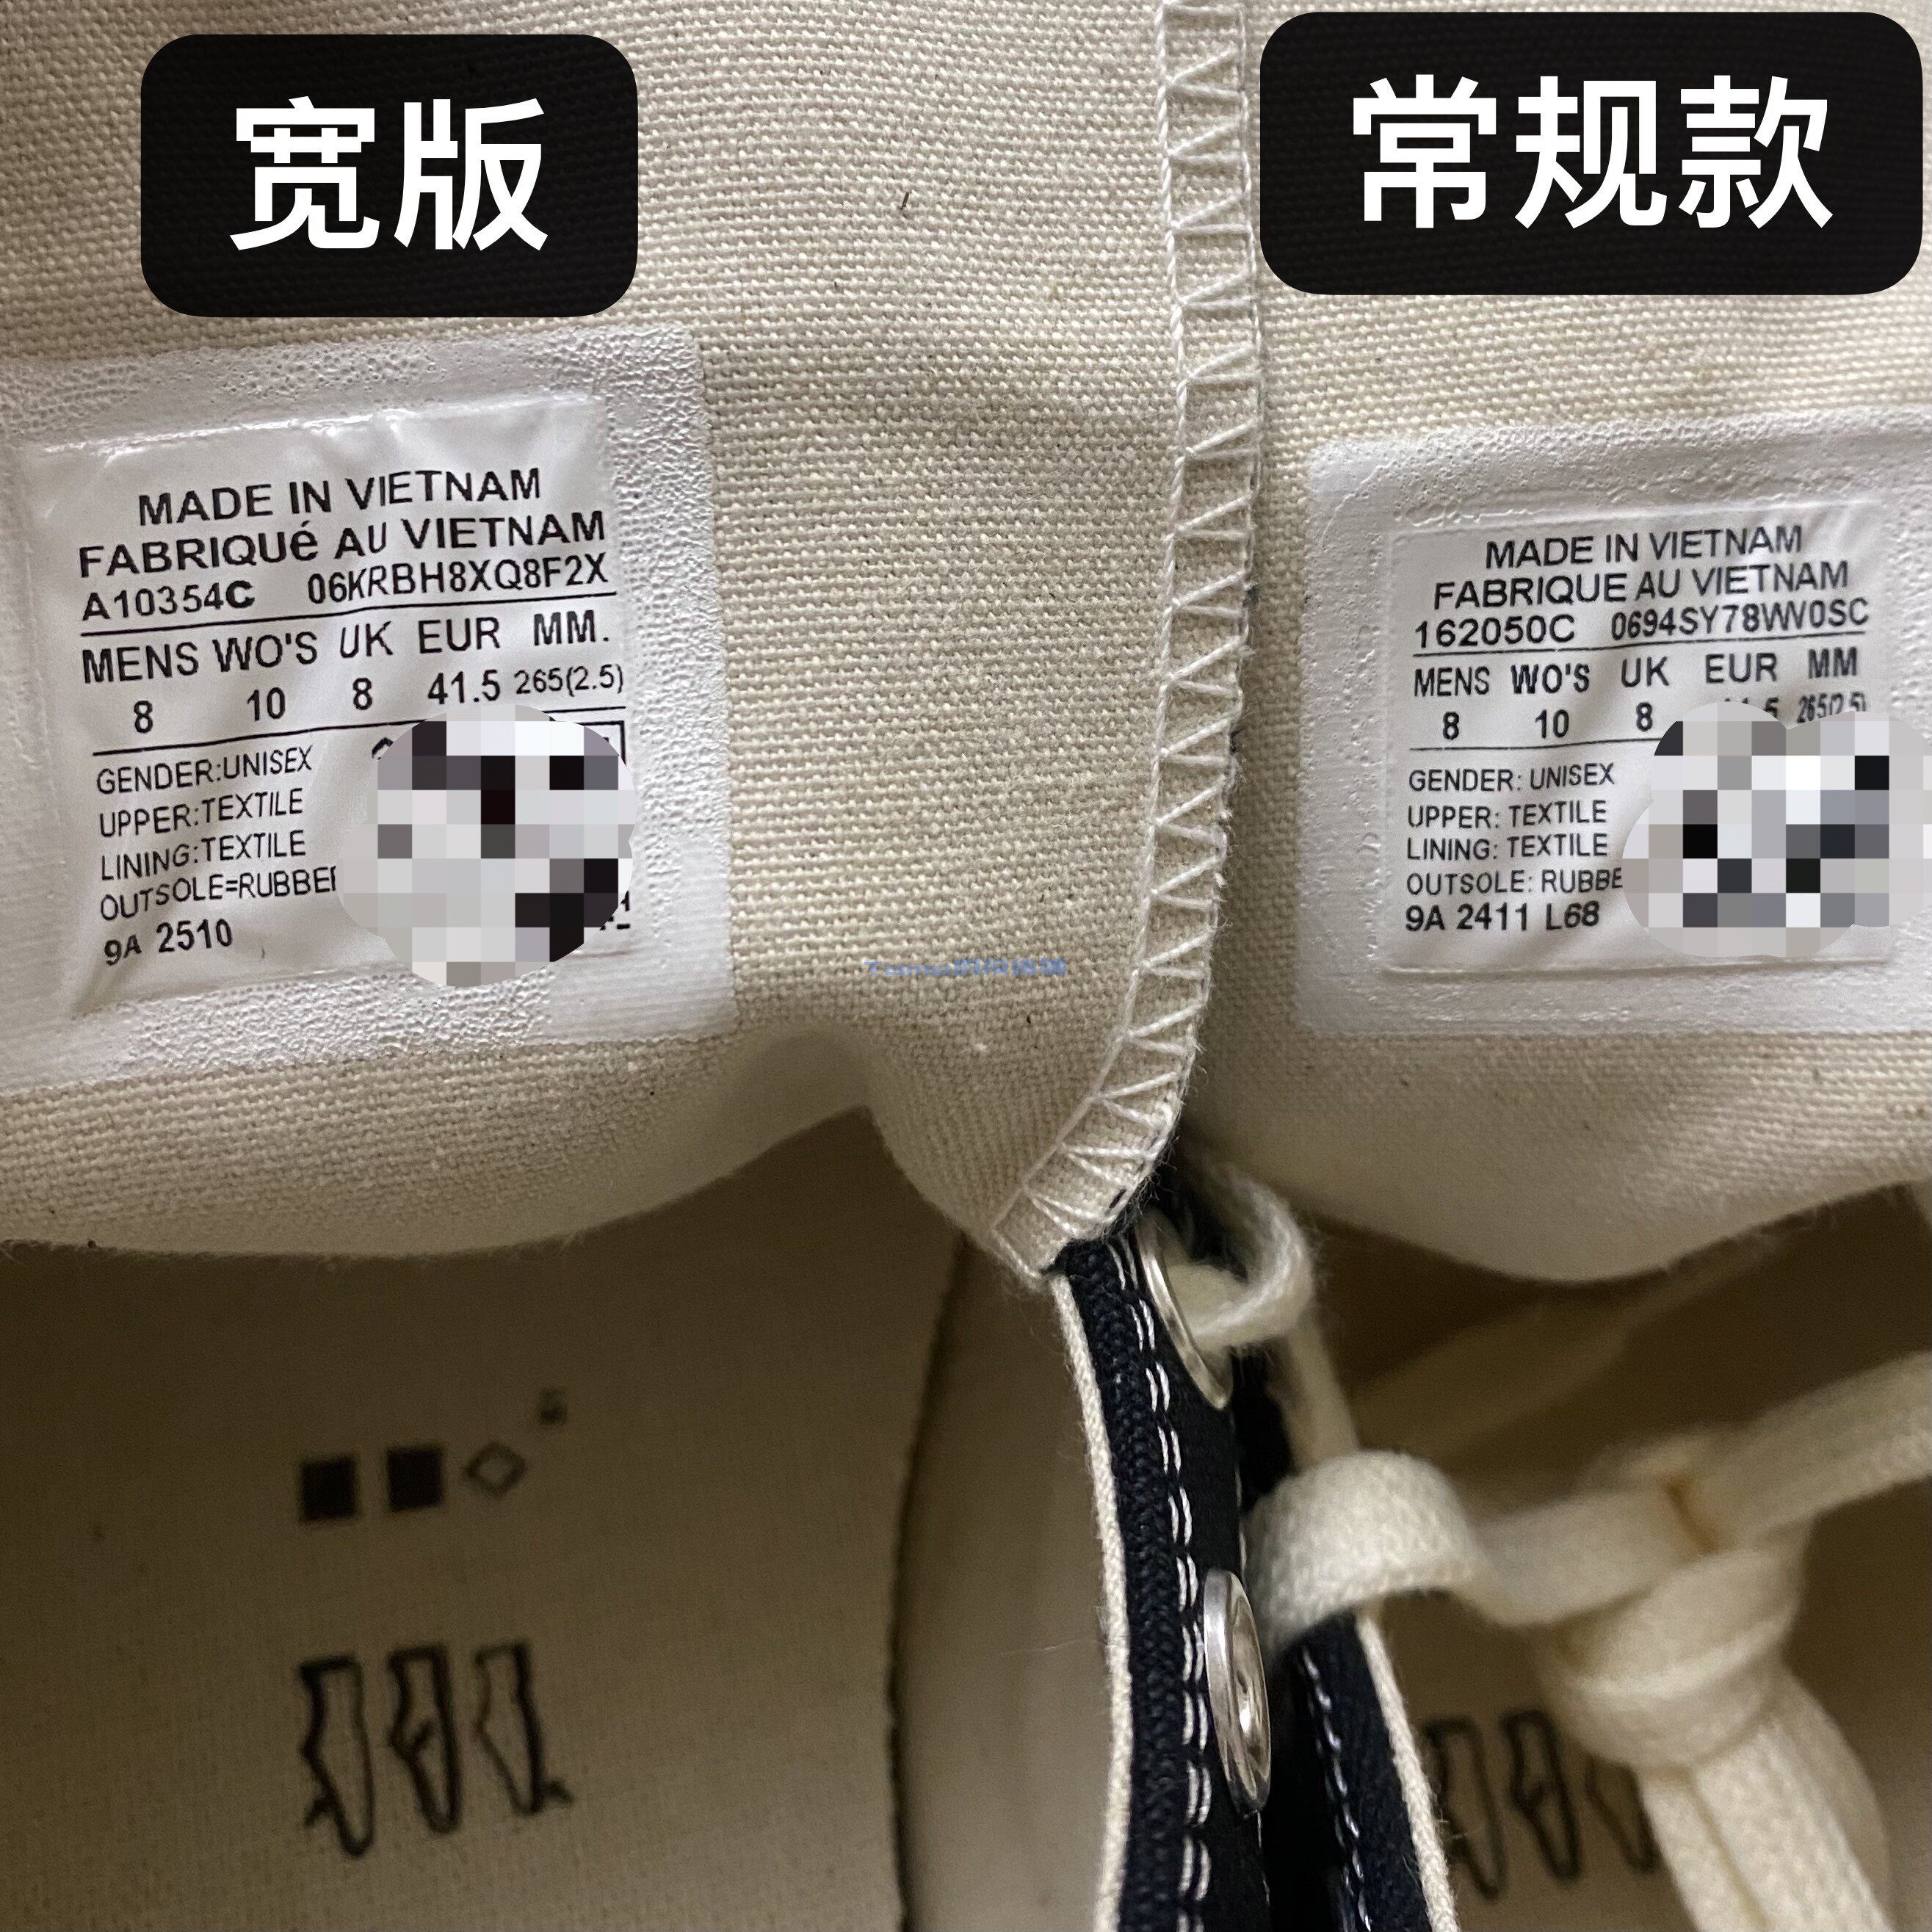 宽版
MADE IN VIETNAM
FABRIQUé AU VIETNAM
A10354C 06KRBH8XQ8F2X
MENS WO'S UK EUR MM.
8 10 8 41.5 265(2.5)
GENDER:UNISEX
UPPER:TEXTILE
LINING:TEXTILE
OUTSOLE=RUBBER
9A 2510
常规款
MADE IN VIETNAM
FABRIQUE AU VIETNAM
162050C 0694SY78WV0SC
MENS WO'S UK EUR MM
8 10 8 265(2.5)
GENDER: UNISEX
UPPER: TEXTILE
LINING: TEXTILE
OUTSOLE: RUBBE
9A 2411 L68